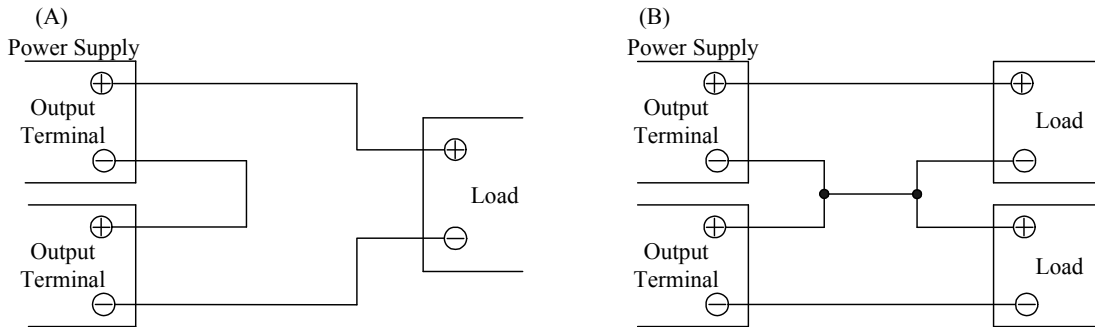 (A)
Power Supply
Output
Terminal
Load
Output
Terminal
(B)
Power Supply
Output
Terminal
Load
Output
Terminal
Load